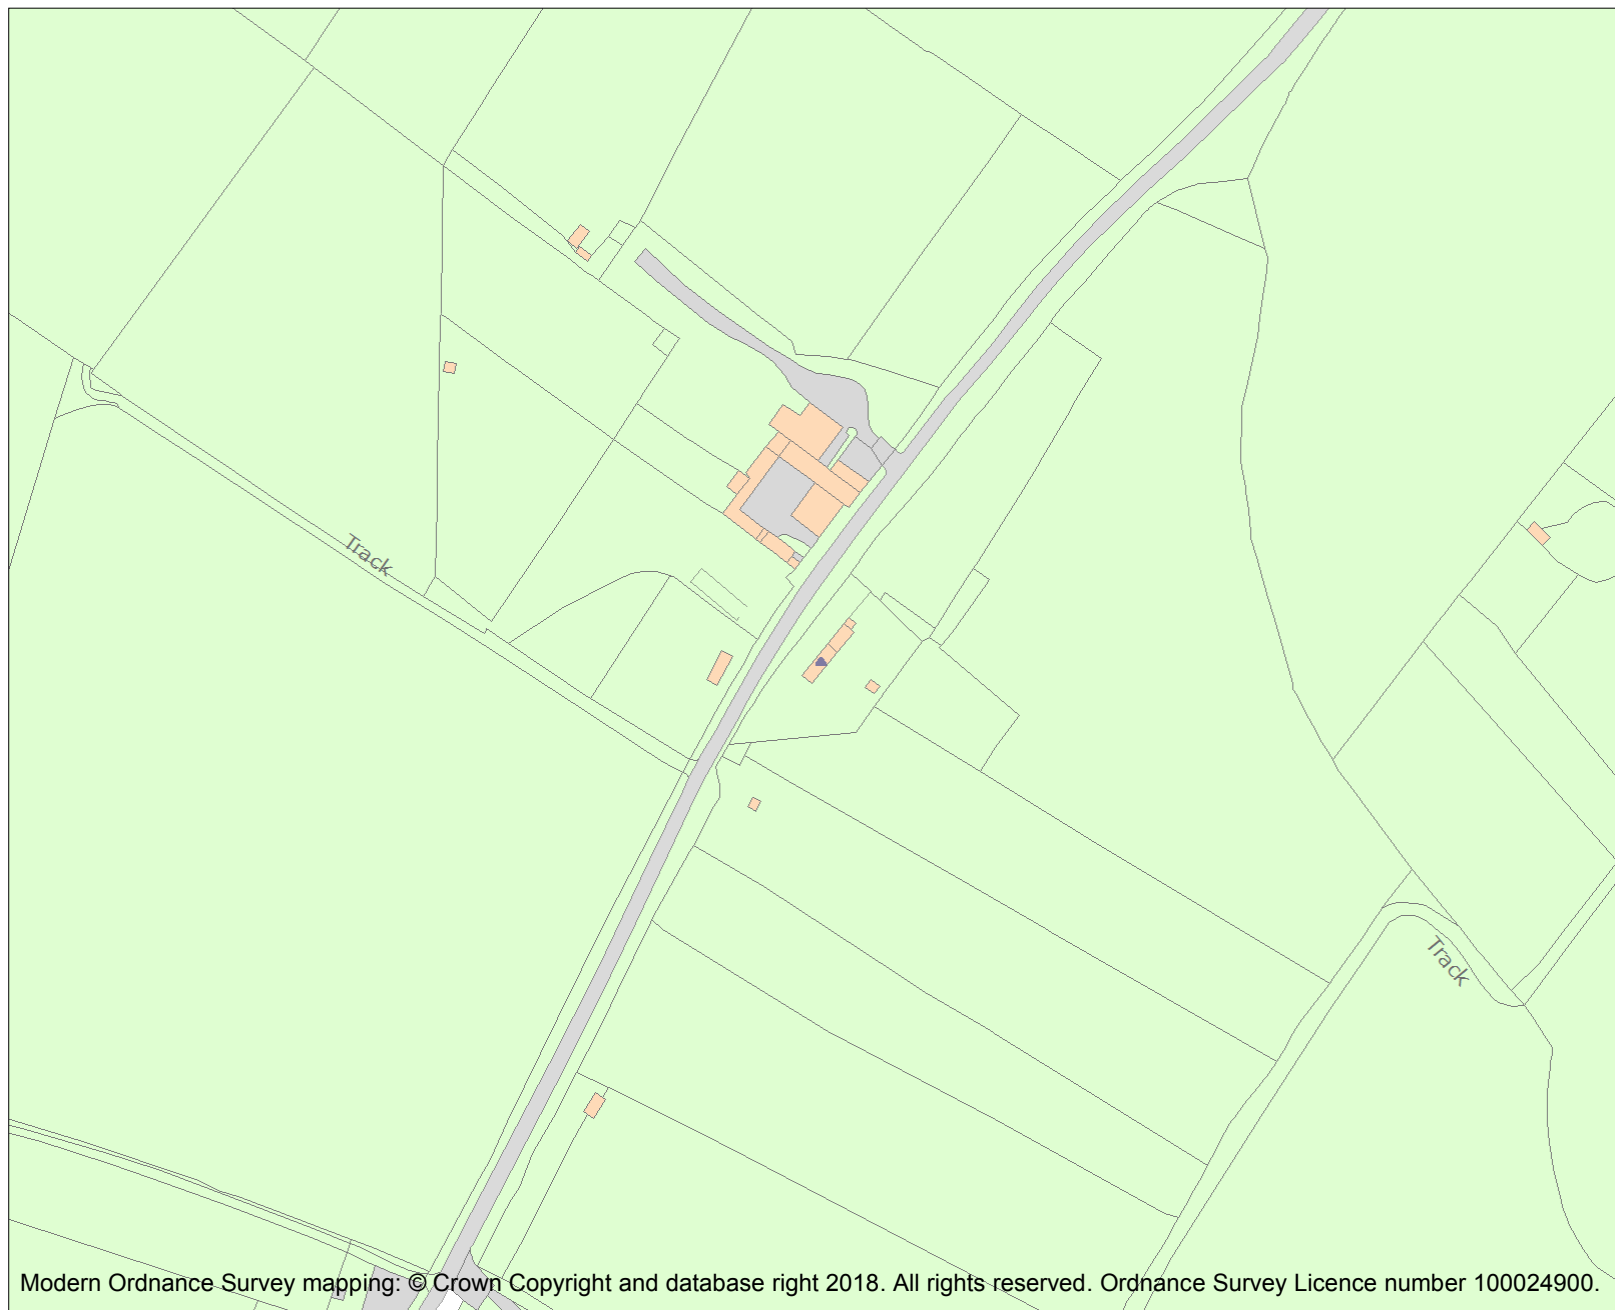 Track
Track
Modern Ordnance Survey mapping: © Crown Copyright and database right 2018. All rights reserved. Ordnance Survey Licence number 100024900.